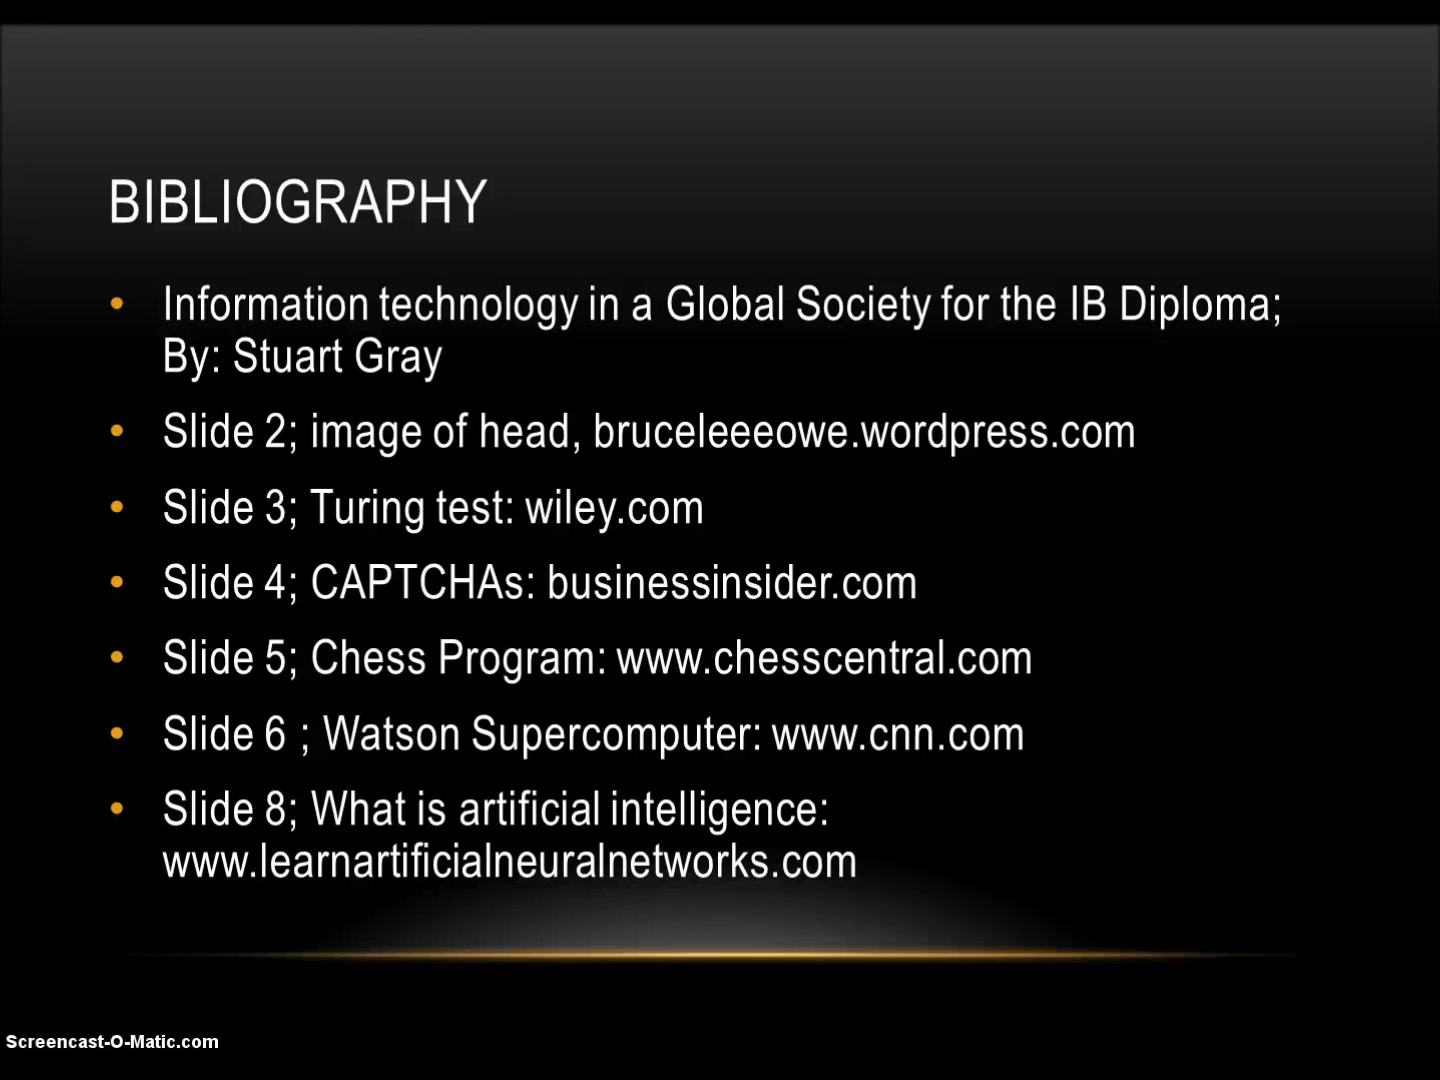 BIBLIOGRAPHY
• Information technology in a Global Society for the IB Diploma;
By: Stuart Gray
• Slide 2; image of head, bruceleeeowe.wordpress.com
• Slide 3; Turing test: wiley.com
• Slide 4; CAPTCHAs: businessinsider.com
• Slide 5; Chess Program: www.chesscentral.com
• Slide 6 ; Watson Supercomputer: www.cnn.com
• Slide 8; What is artificial intelligence:
www.learnartificialneuralnetworks.com
Screencast-O-Matic.com